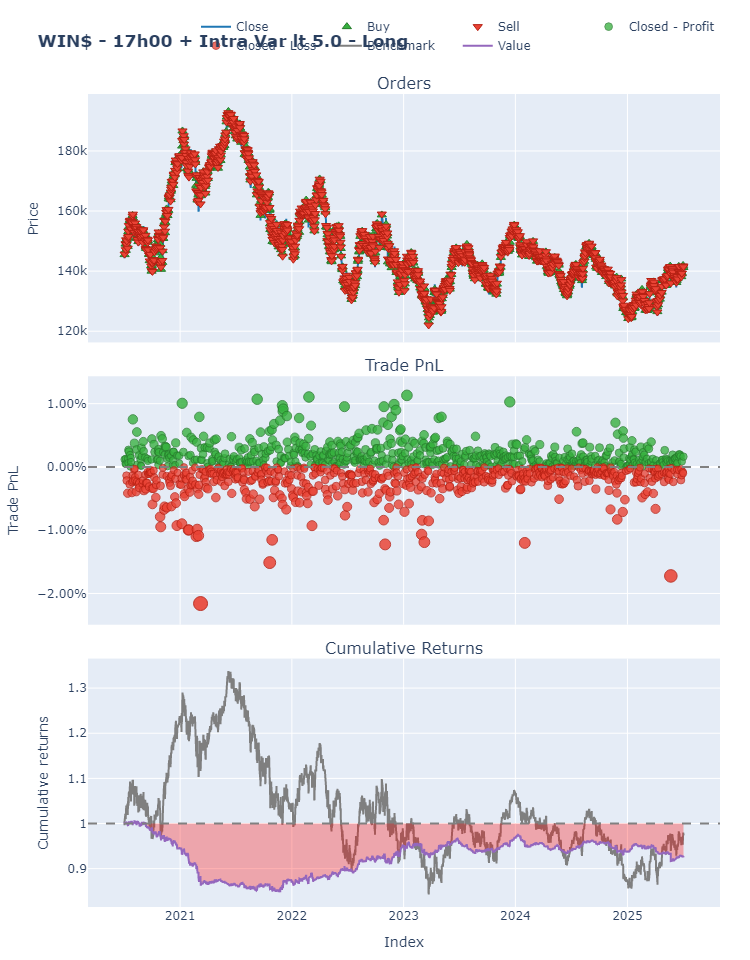 Close Buy Sell Closed - Profit
WIN$ - 17h00 + Intra Var lt 5.0 - Long
Closed - Loss Benchmark Value
Orders
180k
160k
140k
120k
Price
Trade PnL
1.00%
0.00%
−1.00%
−2.00%
Trade PnL
Cumulative Returns
1.3
1.2
1.1
1
0.9
Cumulative returns
2021 2022 2023 2024 2025
Index